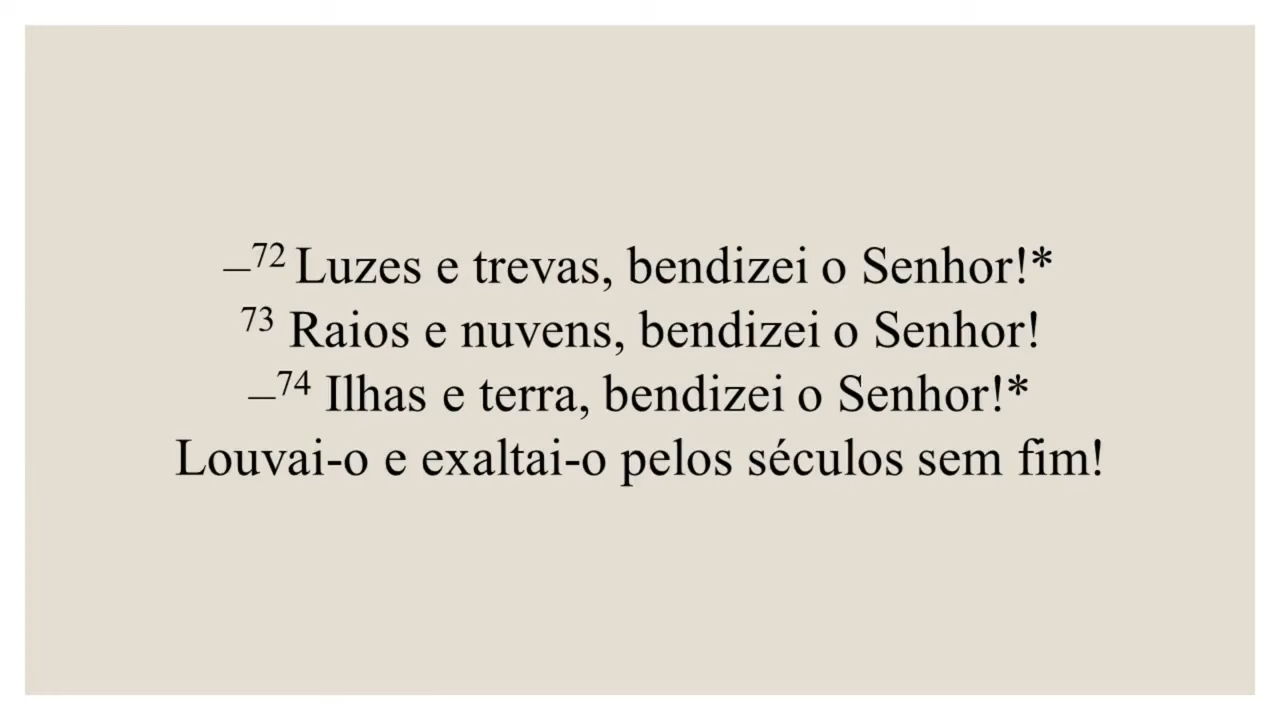 –72 Luzes e trevas, bendizei o Senhor!*
73 Raios e nuvens, bendizei o Senhor!
–74 Ilhas e terra, bendizei o Senhor!*
Louvai-o e exaltai-o pelos séculos sem fim!